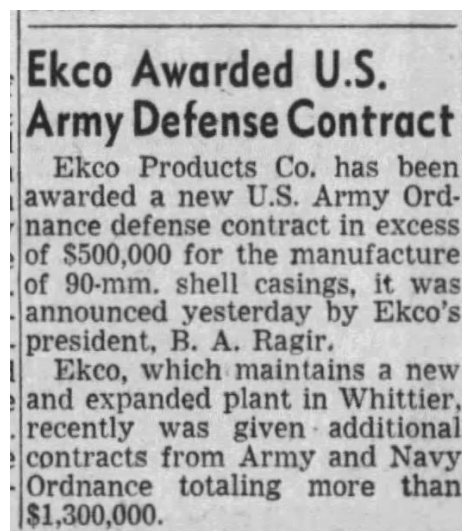 Ekco Awarded U.S.
Army Defense Contract
Ekco Products Co. has been
awarded a new U.S. Army Ord-
nance defense contract in excess
of $500,000 for the manufacture
of 90-mm. shell casings, it was
announced yesterday by Ekco's
president, B. A. Ragir.
Ekco, which maintains a new
and expanded plant in Whittier,
recently was given additional
contracts from Army and Navy
Ordnance totaling more than
$1,300,000.